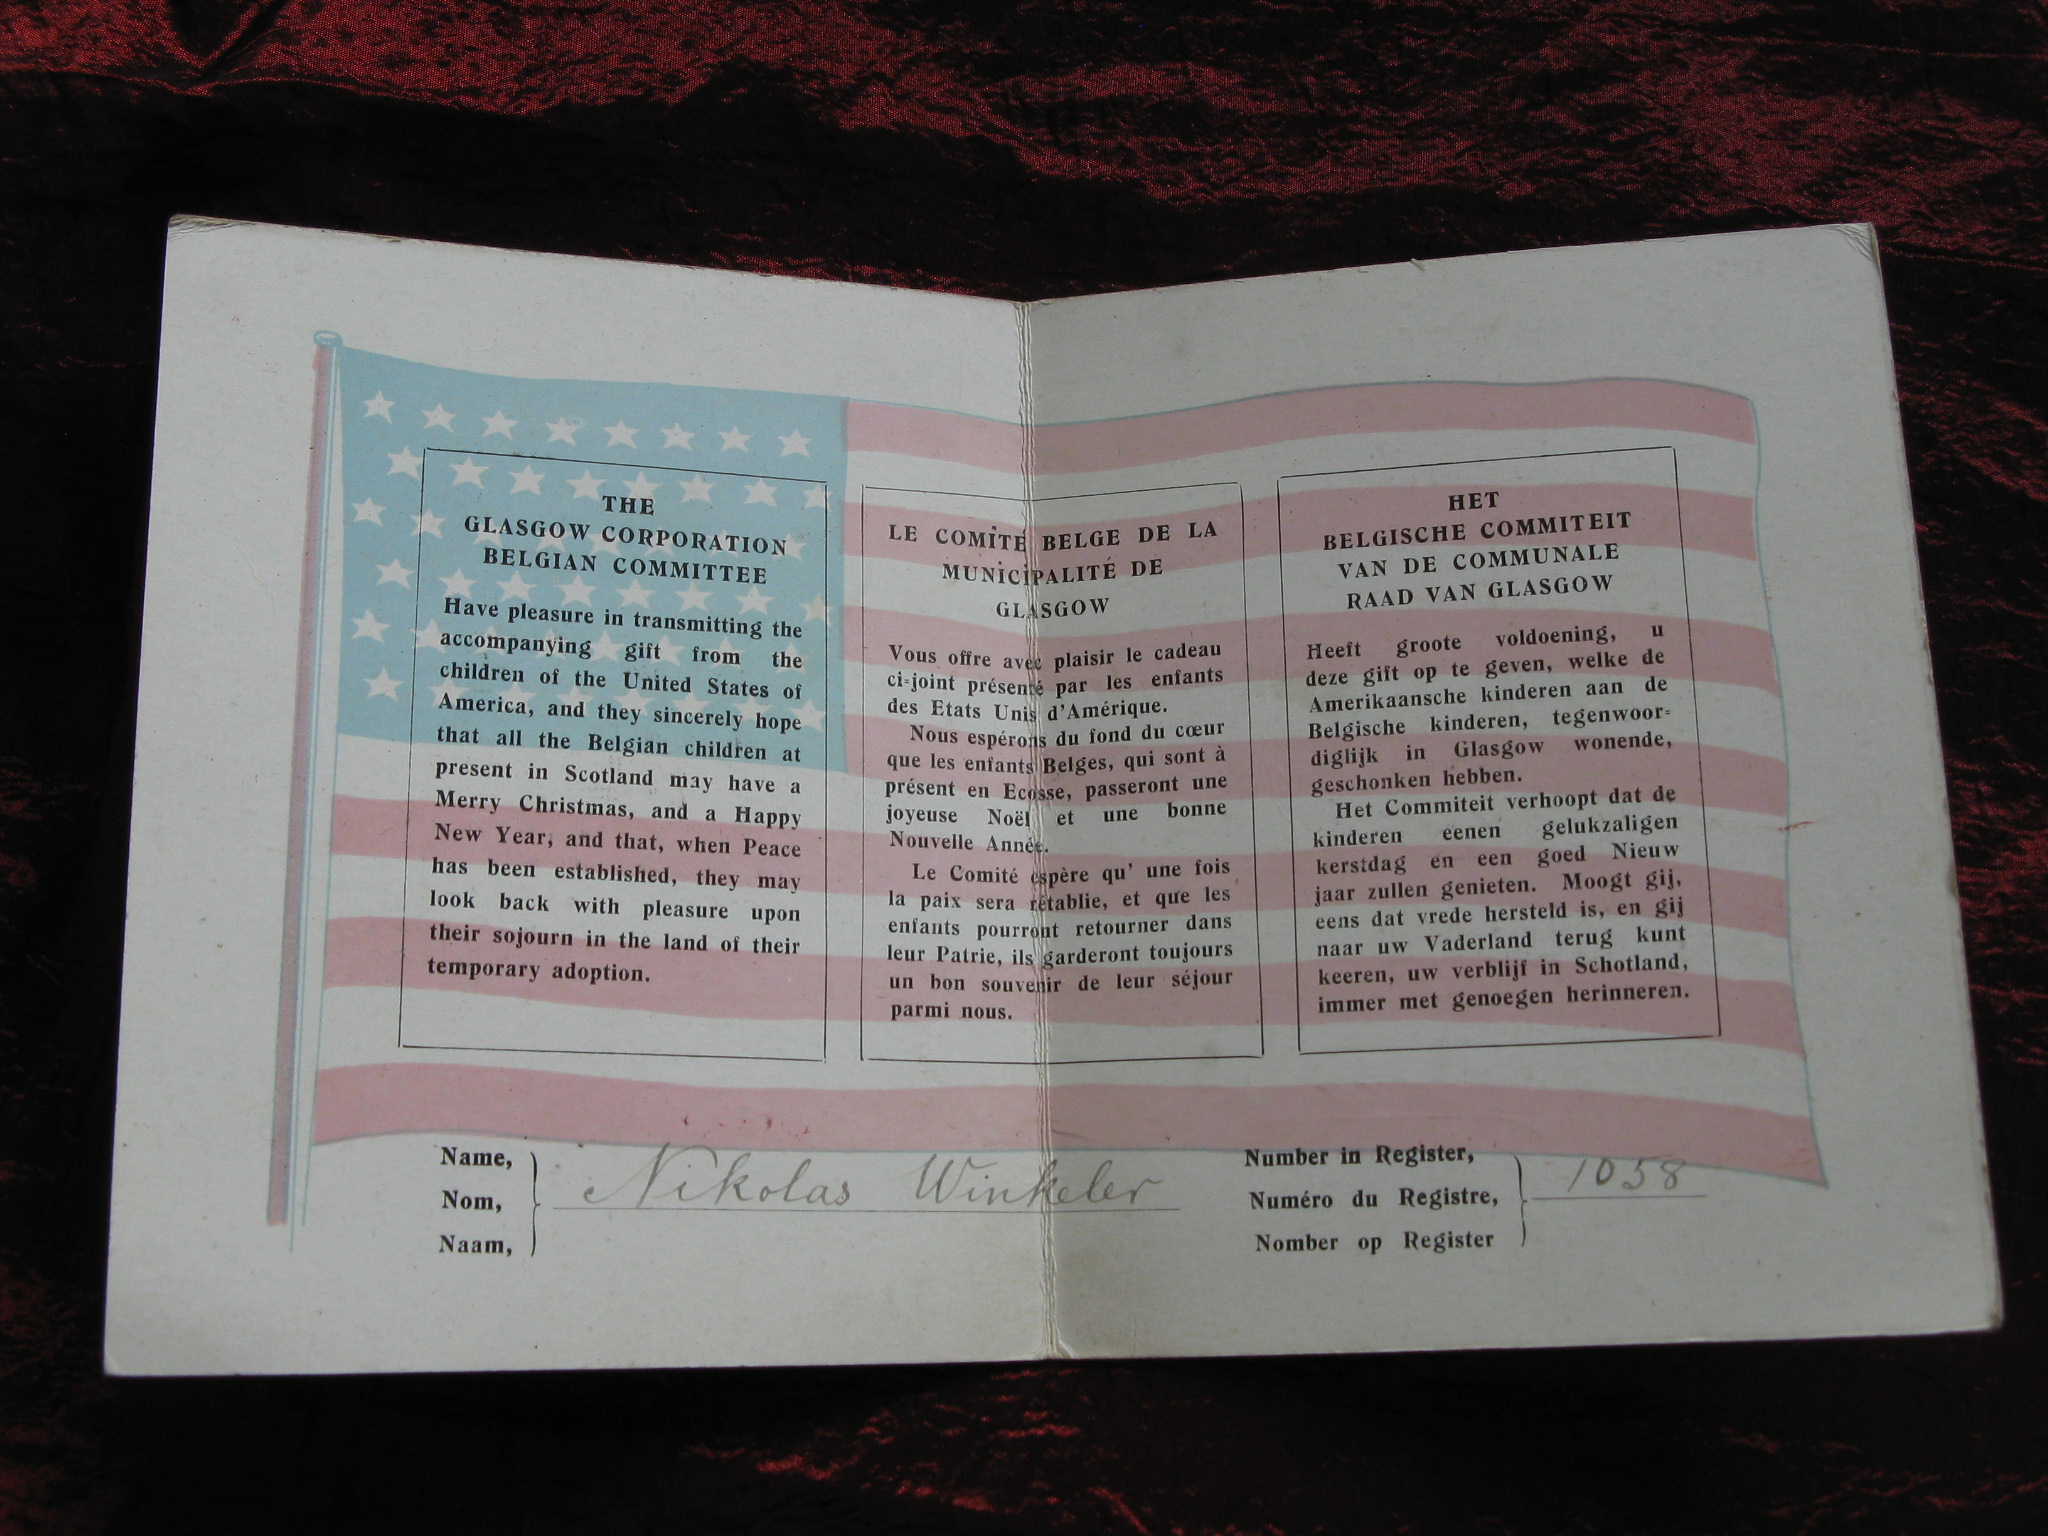 THE
GLASGOW CORPORATION
BELGIAN COMMITTEE
Have pleasure in transmitting the
accompanying gift from the
children of the United States of
America, and they sincerely hope
that all the Belgian children at
present in Scotland may have a
Merry Christmas, and a Happy
New Year, and that, when Peace
has been established, they may
look back with pleasure upon
their sojourn in the land of their
temporary adoption.
LE COMITÉ BELGE DE LA
MUNICIPALITÉ DE
GLASGOW
Vous offre avec plaisir le cadeau
ci-joint présenté par les enfants
des Etats Unis d'Amérique.
Nous espérons du fond du cœur
que les enfants Belges, qui sont à
présent en Ecosse, passeront une
joyeuse Noël et une bonne
Nouvelle Année.
Le Comité espère qu' une fois
la paix sera rétablie, et que les
enfants pourront retourner dans
leur Patrie, ils garderont toujours
un bon souvenir de leur séjour
parmi nous.
HET
BELGISCHE COMMITEIT
VAN DE COMMUNALE
RAAD VAN GLASGOW
Heeft groote voldoening, u
deze gift op te geven, welke de
Amerikaansche kinderen aan de
Belgische kinderen, tegenwoor-
diglijk in Glasgow wonende,
geschonken hebben.
Het Commiteit verhoopt dat de
kinderen eenen gelukzaligen
kerstdag en een goed Nieuw
jaar zullen genieten. Moogt gij,
eens dat vrede hersteld is, en gij
naar uw Vaderland terug kunt
keeren, uw verblijf in Schotland,
immer met genoegen herinneren.
Name,
Nom,
Naam,
Nikolas Winkeler
Number in Register,
Numéro du Registre,
Nomber op Register
1058